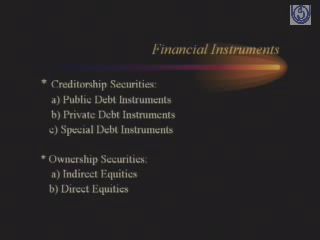 Financial Instruments
* Creditorship Securities:
a) Public Debt Instruments
b) Private Debt Instruments
c) Special Debt Instruments
* Ownership Securities:
a) Indirect Equities
b) Direct Equities